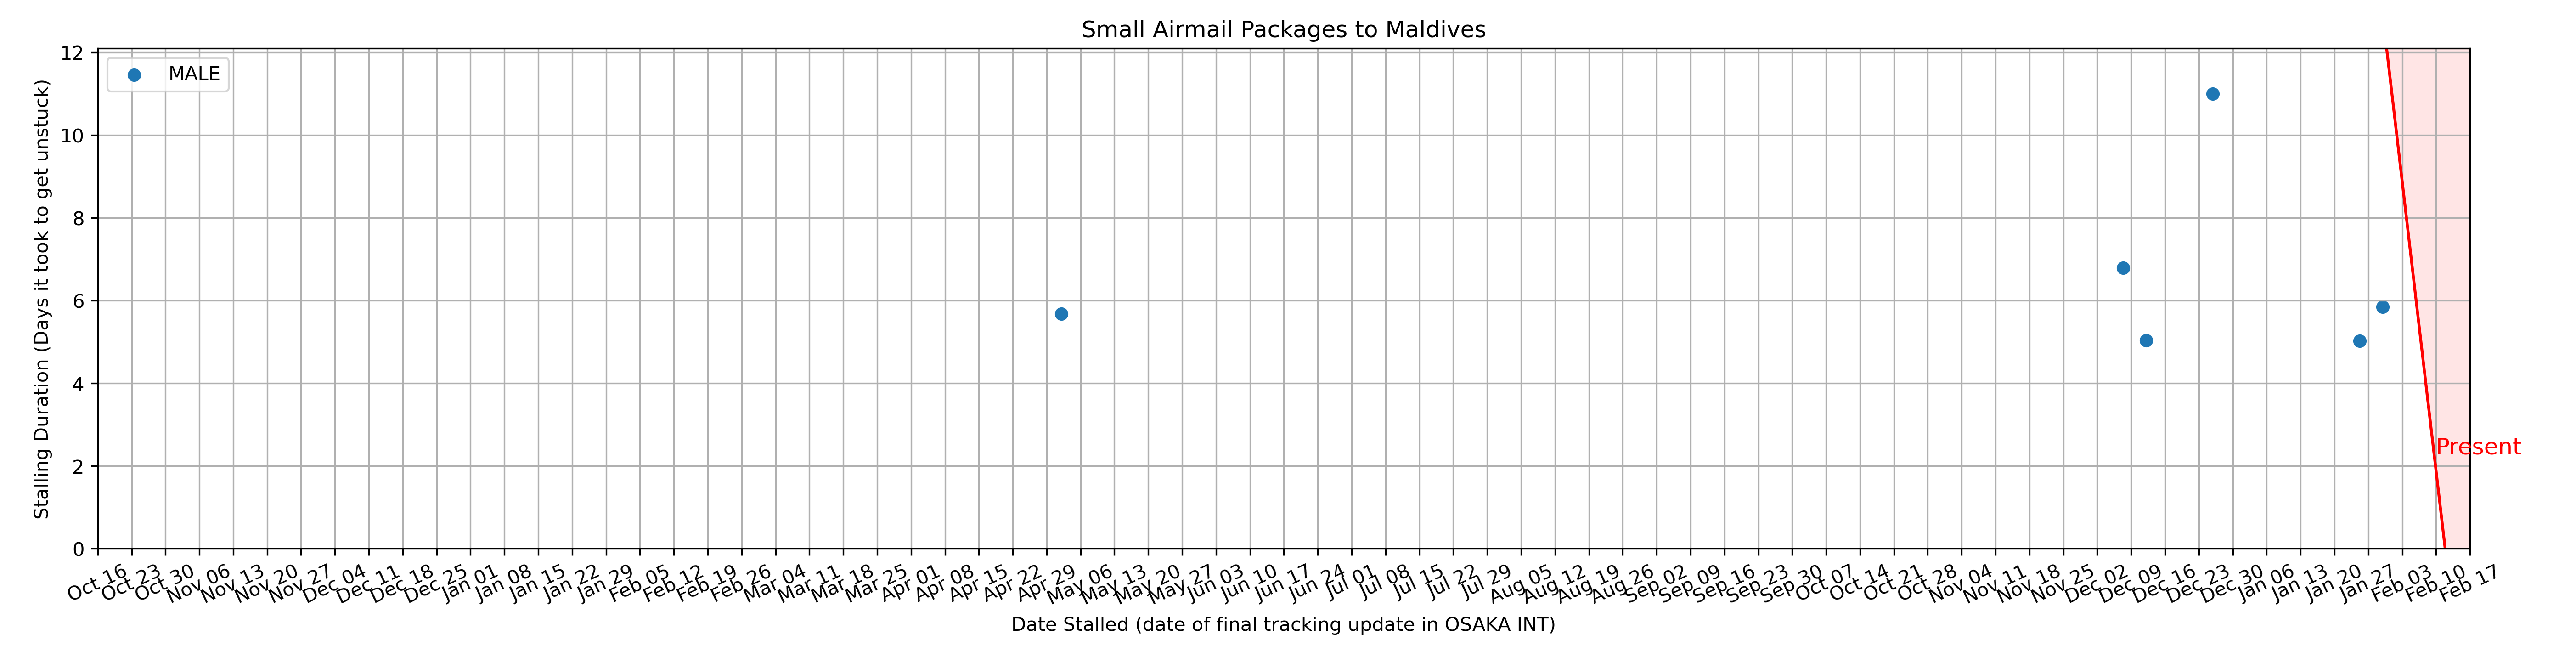 Small Airmail Packages to Maldives
MALE
Stalling Duration (Days it took to get unstuck)
12
10
8
6
4
2
0
Present
Oct 16 Oct 23 Oct 30 Nov 06 Nov 13 Nov 20 Nov 27 Dec 04 Dec 11 Dec 18 Dec 25 Jan 01 Jan 08 Jan 15 Jan 22 Jan 29 Feb 05 Feb 12 Feb 19 Feb 26 Mar 04 Mar 11 Mar 18 Mar 25 Apr 01 Apr 08 Apr 15 Apr 22 Apr 29 May 06 May 13 May 20 May 27 Jun 03 Jun 10 Jun 17 Jun 24 Jul 01 Jul 08 Jul 15 Jul 22 Jul 29 Aug 05 Aug 12 Aug 19 Aug 26 Sep 02 Sep 09 Sep 16 Sep 23 Sep 30 Oct 07 Oct 14 Oct 21 Oct 28 Nov 04 Nov 11 Nov 18 Nov 25 Dec 02 Dec 09 Dec 16 Dec 23 Dec 30 Jan 06 Jan 13 Jan 20 Jan 27 Feb 03 Feb 10 Feb 17
Date Stalled (date of final tracking update in OSAKA INT)